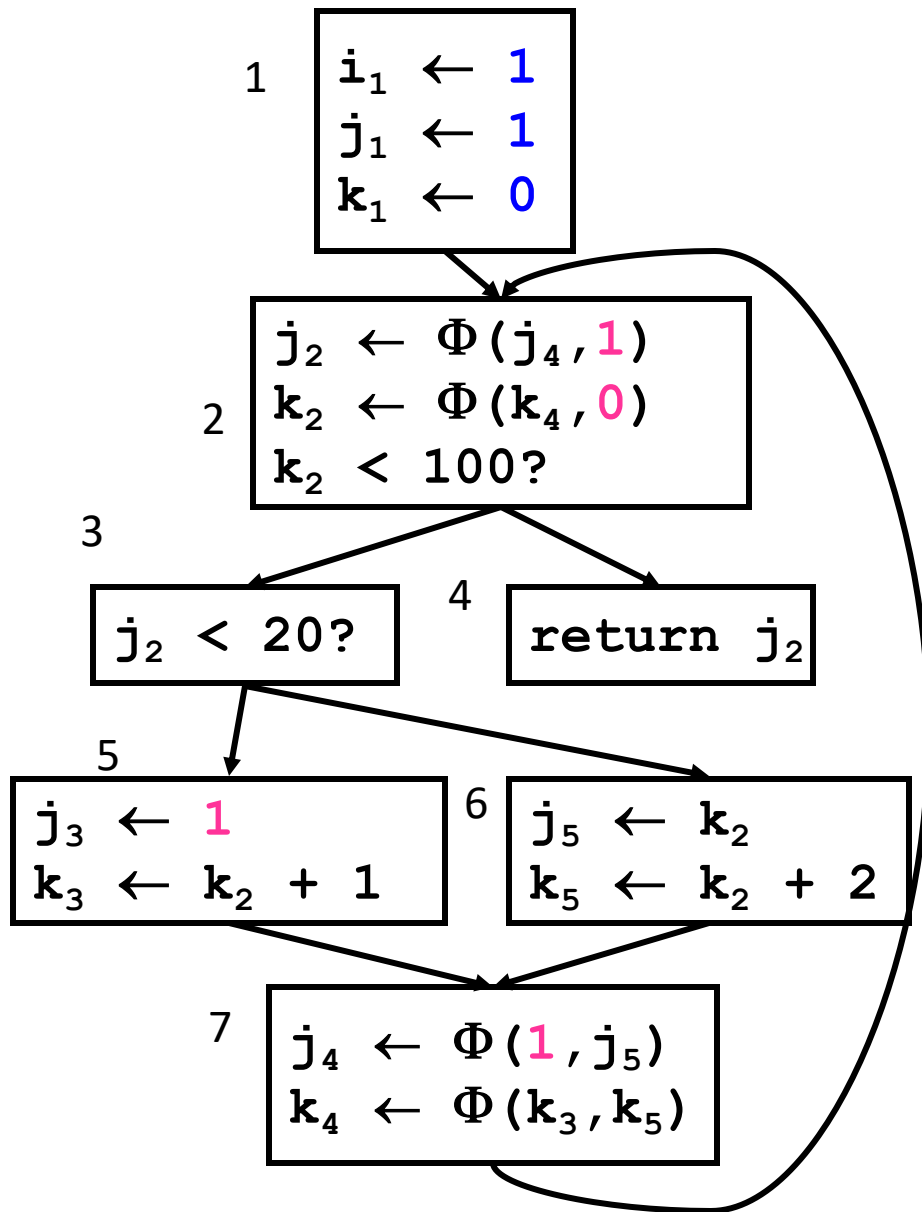 1
i₁ ← 1
j₁ ← 1
k₁ ← 0
2
j₂ ← Φ(j₄,1)
k₂ ← Φ(k₄,0)
k₂ < 100?
3
j₂ < 20?
4
return j₂
5
j₃ ← 1
k₃ ← k₂ + 1
6
j₅ ← k₂
k₅ ← k₂ + 2
7
j₄ ← Φ(1,j₅)
k₄ ← Φ(k₃,k₅)